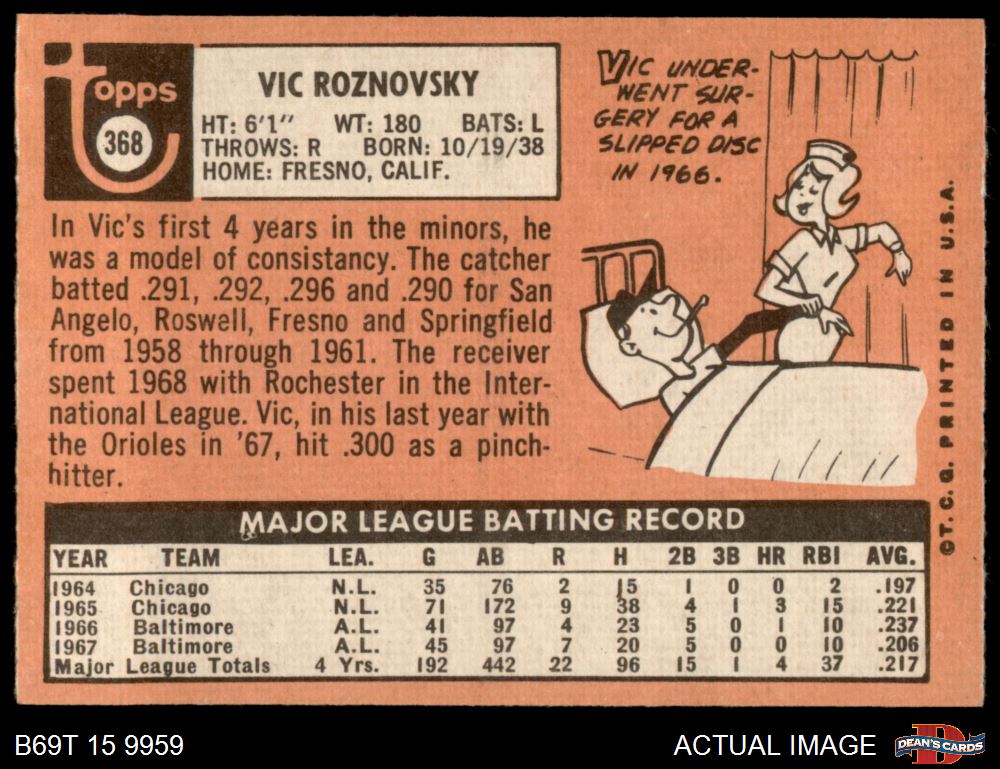 Topps
368
VIC ROZNOVSKY
HT: 6'1" WT: 180 BATS: L
THROWS: R BORN: 10/19/38
HOME: FRESNO, CALIF.
In Vic's first 4 years in the minors, he
was a model of consistancy. The catcher
batted .291, .292, .296 and .290 for San
Angelo, Roswell, Fresno and Springfield
from 1958 through 1961. The receiver
spent 1968 with Rochester in the Inter-
national League. Vic, in his last year with
the Orioles in '67, hit .300 as a pinch-
hitter.
VIC UNDER-
WENT SUR-
GERY FOR A
SLIPPED DISC
IN 1966.
©T.C.G. PRINTED IN U.S.A.
MAJOR LEAGUE BATTING RECORD
YEAR TEAM LEA. G AB R H 2B 3B HR RBI AVG.
1964 Chicago N.L. 35 76 2 15 1 0 0 2 .197
1965 Chicago N.L. 71 172 9 38 4 1 3 15 .221
1966 Baltimore A.L. 41 97 4 23 5 0 1 10 .237
1967 Baltimore A.L. 45 97 7 20 5 0 0 10 .206
Major League Totals 4 Yrs. 192 442 22 96 15 1 4 37 .217
B69T 15 9959
ACTUAL IMAGE
DEAN'S CARDS